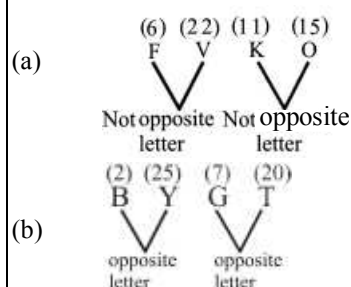 (6) (22) (11) (15)
(a) F V K O
Not opposite letter Not opposite letter
(2) (25) (7) (20)
(b) B Y G T
opposite letter opposite letter